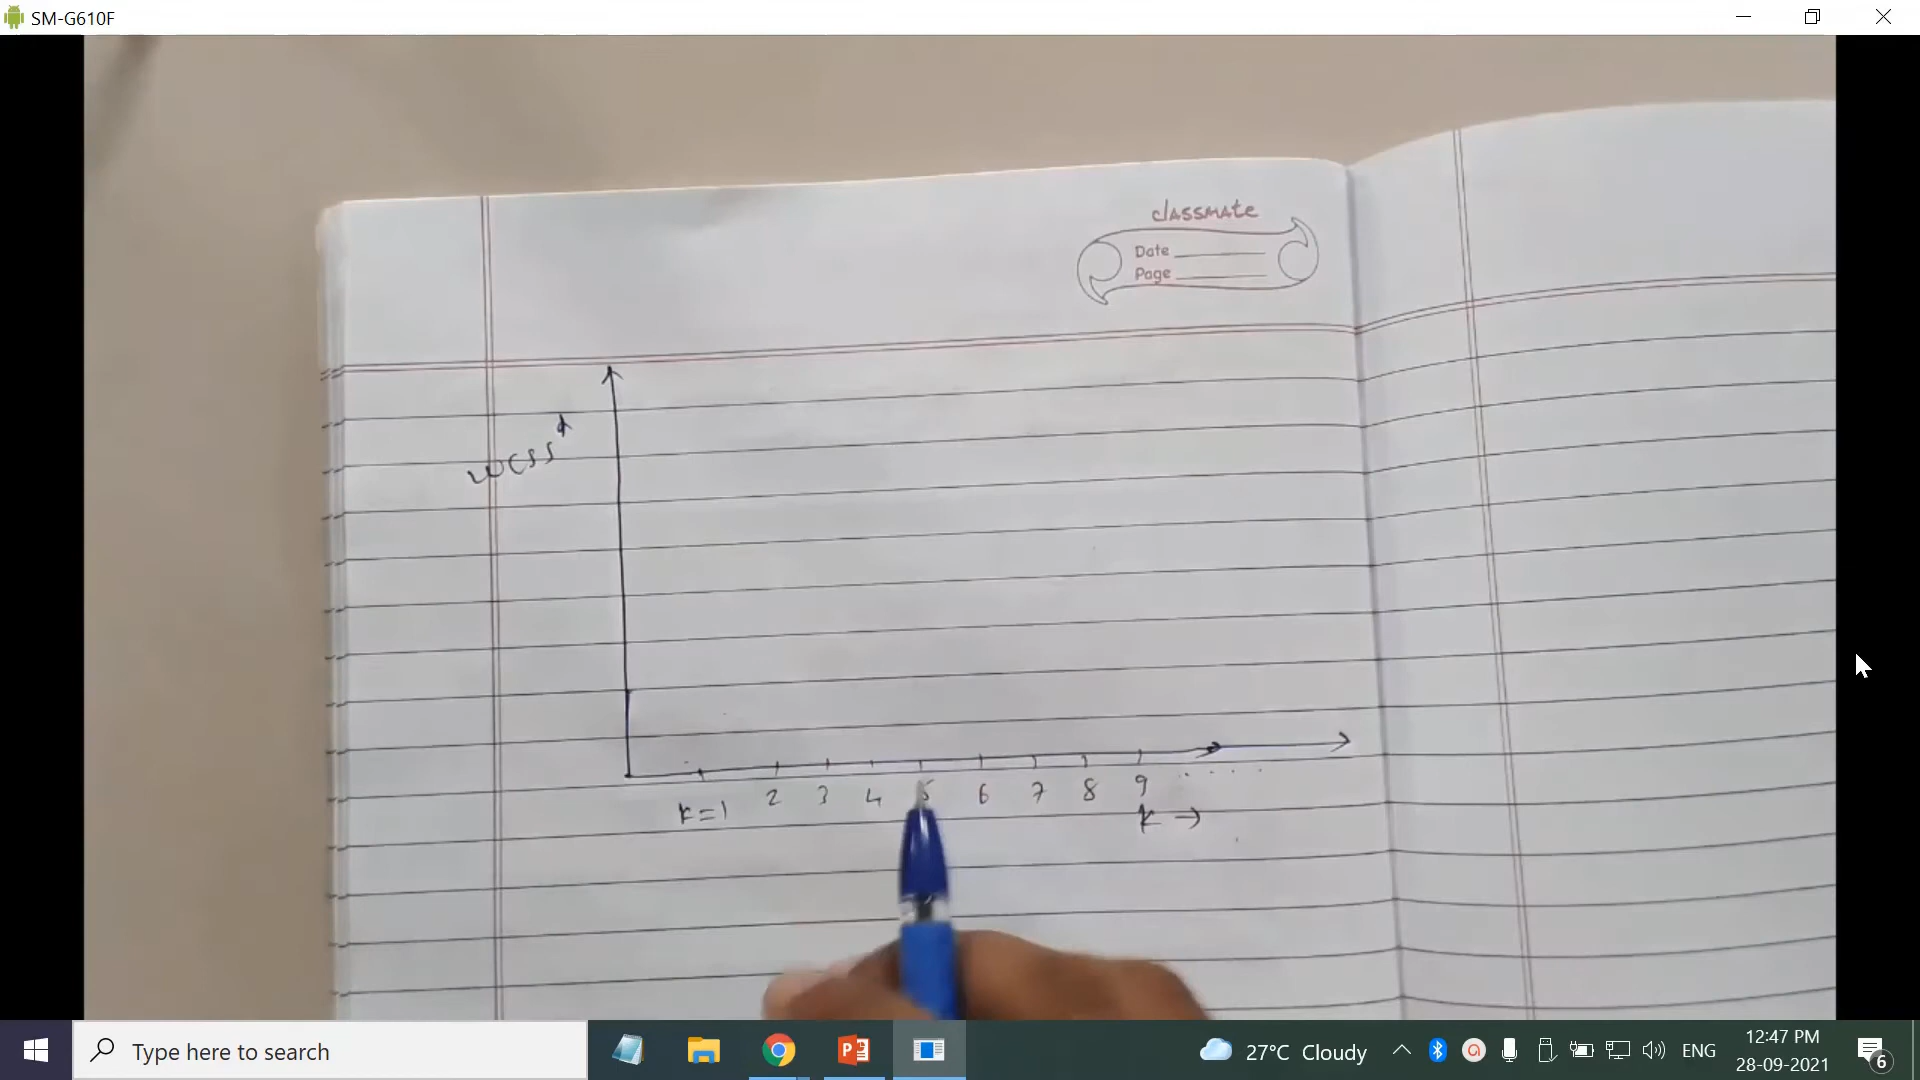 SM-G610F
classmate
Date
Page
WCSS
K=1 2 3 4 5 6 7 8 9 ....
K →
Type here to search
27°C Cloudy
ENG
12:47 PM
28-09-2021
6